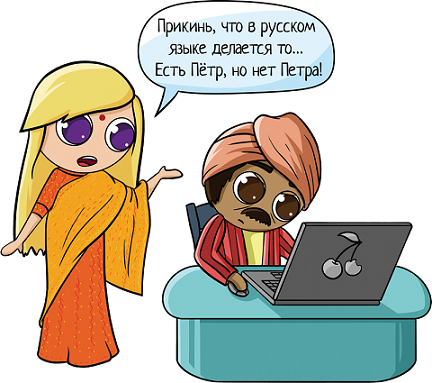 Прикинь, что в русском
языке делается то...
Есть Пётр, но нет Петра!